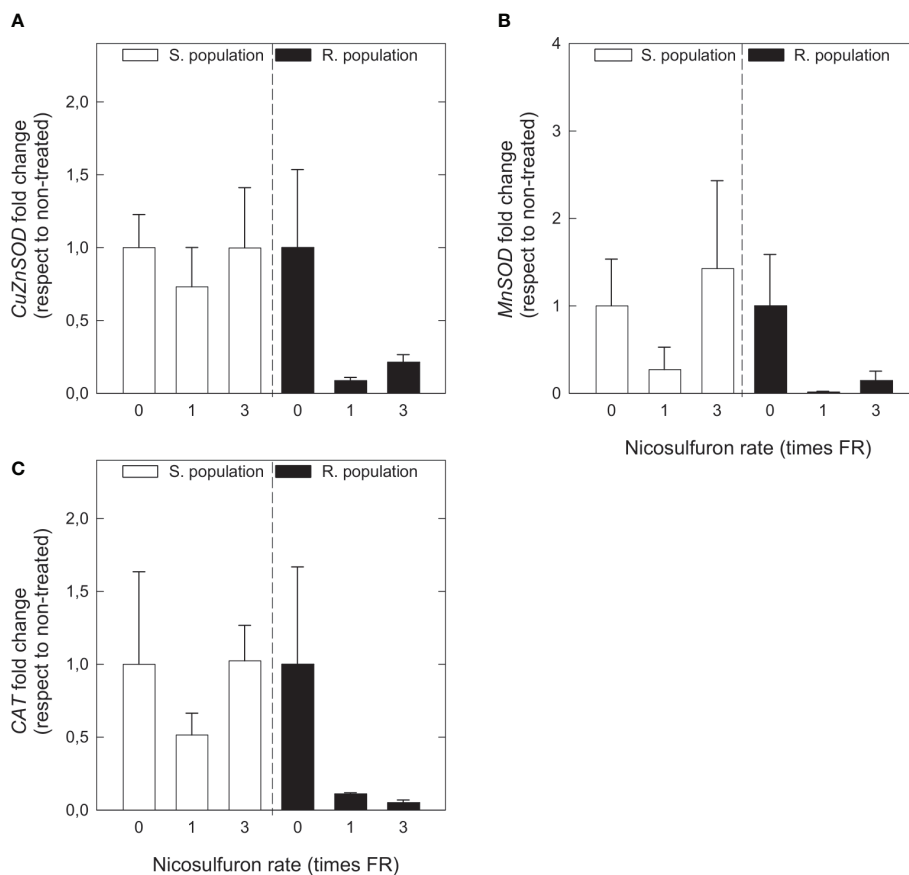 A
S. population R. population
CuZnSOD fold change
(respect to non-treated)
2,0
1,5
1,0
0,5
0,0
0 1 3 0 1 3
B
S. population R. population
MnSOD fold change
(respect to non-treated)
4
3
2
1
0
0 1 3 0 1 3
Nicosulfuron rate (times FR)
C
S. population R. population
CAT fold change
(respect to non-treated)
2,0
1,5
1,0
0,5
0,0
0 1 3 0 1 3
Nicosulfuron rate (times FR)